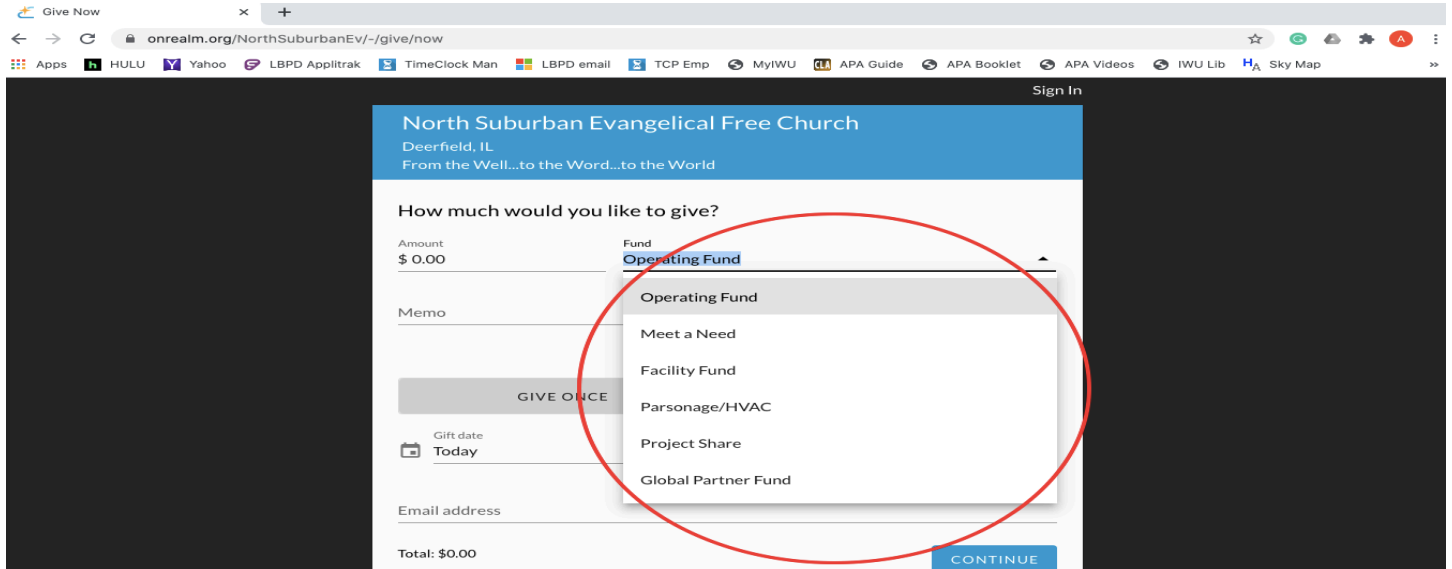 Give Now
onrealm.org/NorthSuburbanEv/-/give/now
A
Apps h HULU Y Yahoo LBPD Applitrak TimeClock Man LBPD email TCP Emp MyIWU CLA APA Guide APA Booklet APA Videos IWU Lib HA Sky Map »
Sign In
North Suburban Evangelical Free Church
Deerfield, IL
From the Well...to the Word...to the World
How much would you like to give?
Amount Fund
$ 0.00 Operating Fund
Operating Fund
Memo
Meet a Need
Facility Fund
GIVE ONCE
Parsonage/HVAC
Gift date
Today
Project Share
Global Partner Fund
Email address
Total: $0.00
CONTINUE